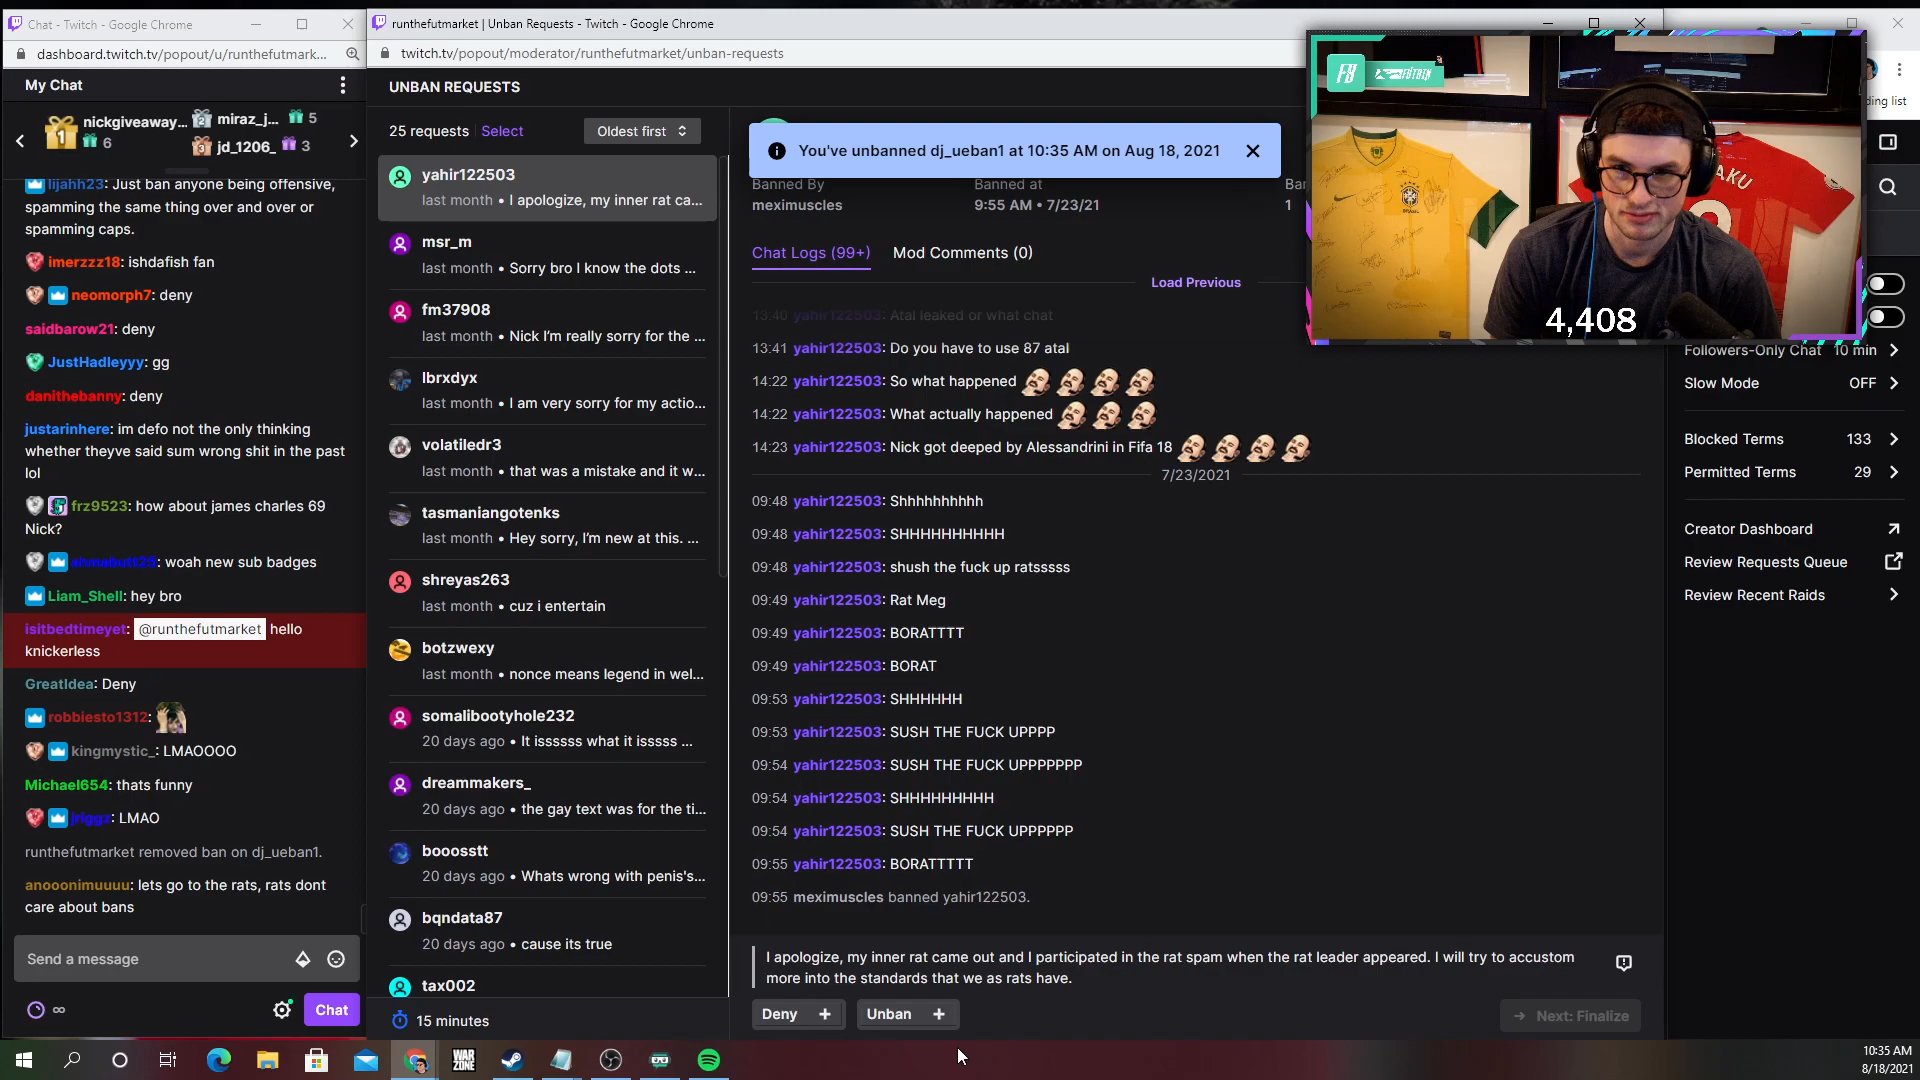 Chat - Twitch - Google Chrome
dashboard.twitch.tv/popout/u/runthefutmark...
My Chat
nickgiveaway...
6
miraz_j... 5
jd_1206_ 3
lijahh23: Just ban anyone being offensive,
spamming the same thing over and over or
spamming caps.
imerzzz18: ishdafish fan
neomorph7: deny
saidbarow21: deny
JustHadleyyy: gg
danithebanny: deny
justarinhere: im defo not the only thinking
whether theyve said sum wrong shit in the past
lol
frz9523: how about james charles 69
Nick?
: woah new sub badges
Liam_Shell: hey bro
isitbedtimeyet: @runthefutmarket hello
knickerless
GreatIdea: Deny
robbiesto1312:
kingmystic_: LMAOOOO
Michael654: thats funny
jriggz: LMAO
runthefutmarket removed ban on dj_ueban1.
anooonimuuuu: lets go to the rats, rats dont
care about bans
Send a message
∞
Chat
runthefutmarket | Unban Requests - Twitch - Google Chrome
twitch.tv/popout/moderator/runthefutmarket/unban-requests
UNBAN REQUESTS
25 requests Select
Oldest first
yahir122503
last month • I apologize, my inner rat ca...
msr_m
last month • Sorry bro I know the dots ...
fm37908
last month • Nick I'm really sorry for the ...
lbrxdyx
last month • I am very sorry for my actio...
volatiledr3
last month • that was a mistake and it w...
tasmaniangotenks
last month • Hey sorry, I'm new at this. ...
shreyas263
last month • cuz i entertain
botzwexy
last month • nonce means legend in wel...
somalibootyhole232
20 days ago • It issssss what it isssss ...
dreammakers_
20 days ago • the gay text was for the ti...
booosstt
20 days ago • Whats wrong with penis's...
bqndata87
20 days ago • cause its true
tax002
15 minutes
You've unbanned dj_ueban1 at 10:35 AM on Aug 18, 2021
Banned By
meximuscles
Banned at
9:55 AM • 7/23/21
Bar
1
Chat Logs (99+)
Mod Comments (0)
Load Previous
13:40 yahir122503: Atal leaked or what chat
13:41 yahir122503: Do you have to use 87 atal
14:22 yahir122503: So what happened
14:22 yahir122503: What actually happened
14:23 yahir122503: Nick got deeped by Alessandrini in Fifa 18
7/23/2021
09:48 yahir122503: Shhhhhhhhhh
09:48 yahir122503: SHHHHHHHHHH
09:48 yahir122503: shush the fuck up ratsssss
09:49 yahir122503: Rat Meg
09:49 yahir122503: BORATTTT
09:49 yahir122503: BORAT
09:53 yahir122503: SHHHHHH
09:53 yahir122503: SUSH THE FUCK UPPPP
09:54 yahir122503: SUSH THE FUCK UPPPPPPP
09:54 yahir122503: SHHHHHHHHH
09:54 yahir122503: SUSH THE FUCK UPPPPPP
09:55 yahir122503: BORATTTTT
09:55 meximuscles banned yahir122503.
I apologize, my inner rat came out and I participated in the rat spam when the rat leader appeared. I will try to accustom
more into the standards that we as rats have.
Deny
Unban
Next: Finalize
FB
FUTBIN
BRASIL
AKU
4,408
ding list
Followers-Only Chat 10 min
Slow Mode OFF
Blocked Terms 133
Permitted Terms 29
Creator Dashboard
Review Requests Queue
Review Recent Raids
WAR
ZONE
10:35 AM
8/18/2021